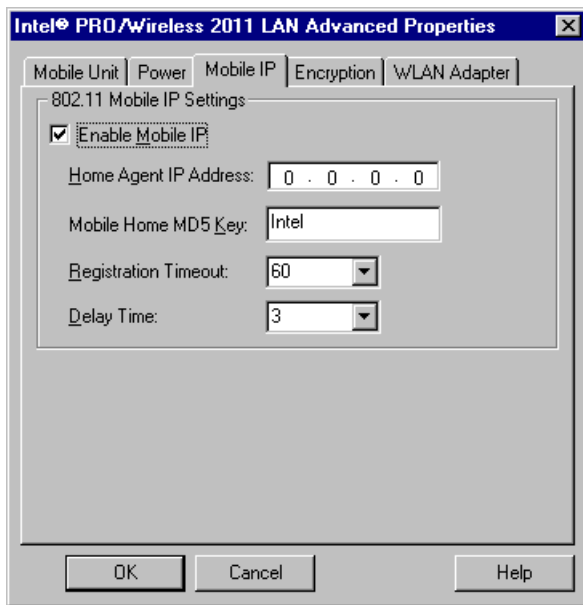 Intel® PRO/Wireless 2011 LAN Advanced Properties
Mobile Unit Power Mobile IP Encryption WLAN Adapter
802.11 Mobile IP Settings
Enable Mobile IP
Home Agent IP Address: 0 . 0 . 0 . 0
Mobile Home MD5 Key: Intel
Registration Timeout: 60
Delay Time: 3
OK Cancel Help